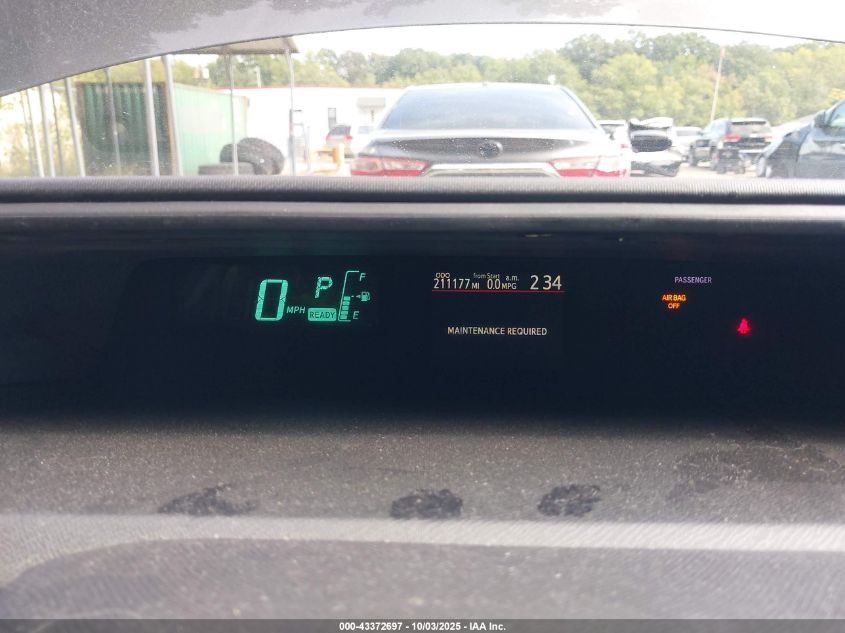 0 MPH
P
READY
F
E
ODO from Start a.m.
211177 MI 0.0 MPG 2 34
MAINTENANCE REQUIRED
PASSENGER
AIR BAG
OFF
000-43372697 - 10/03/2025 - IAA Inc.